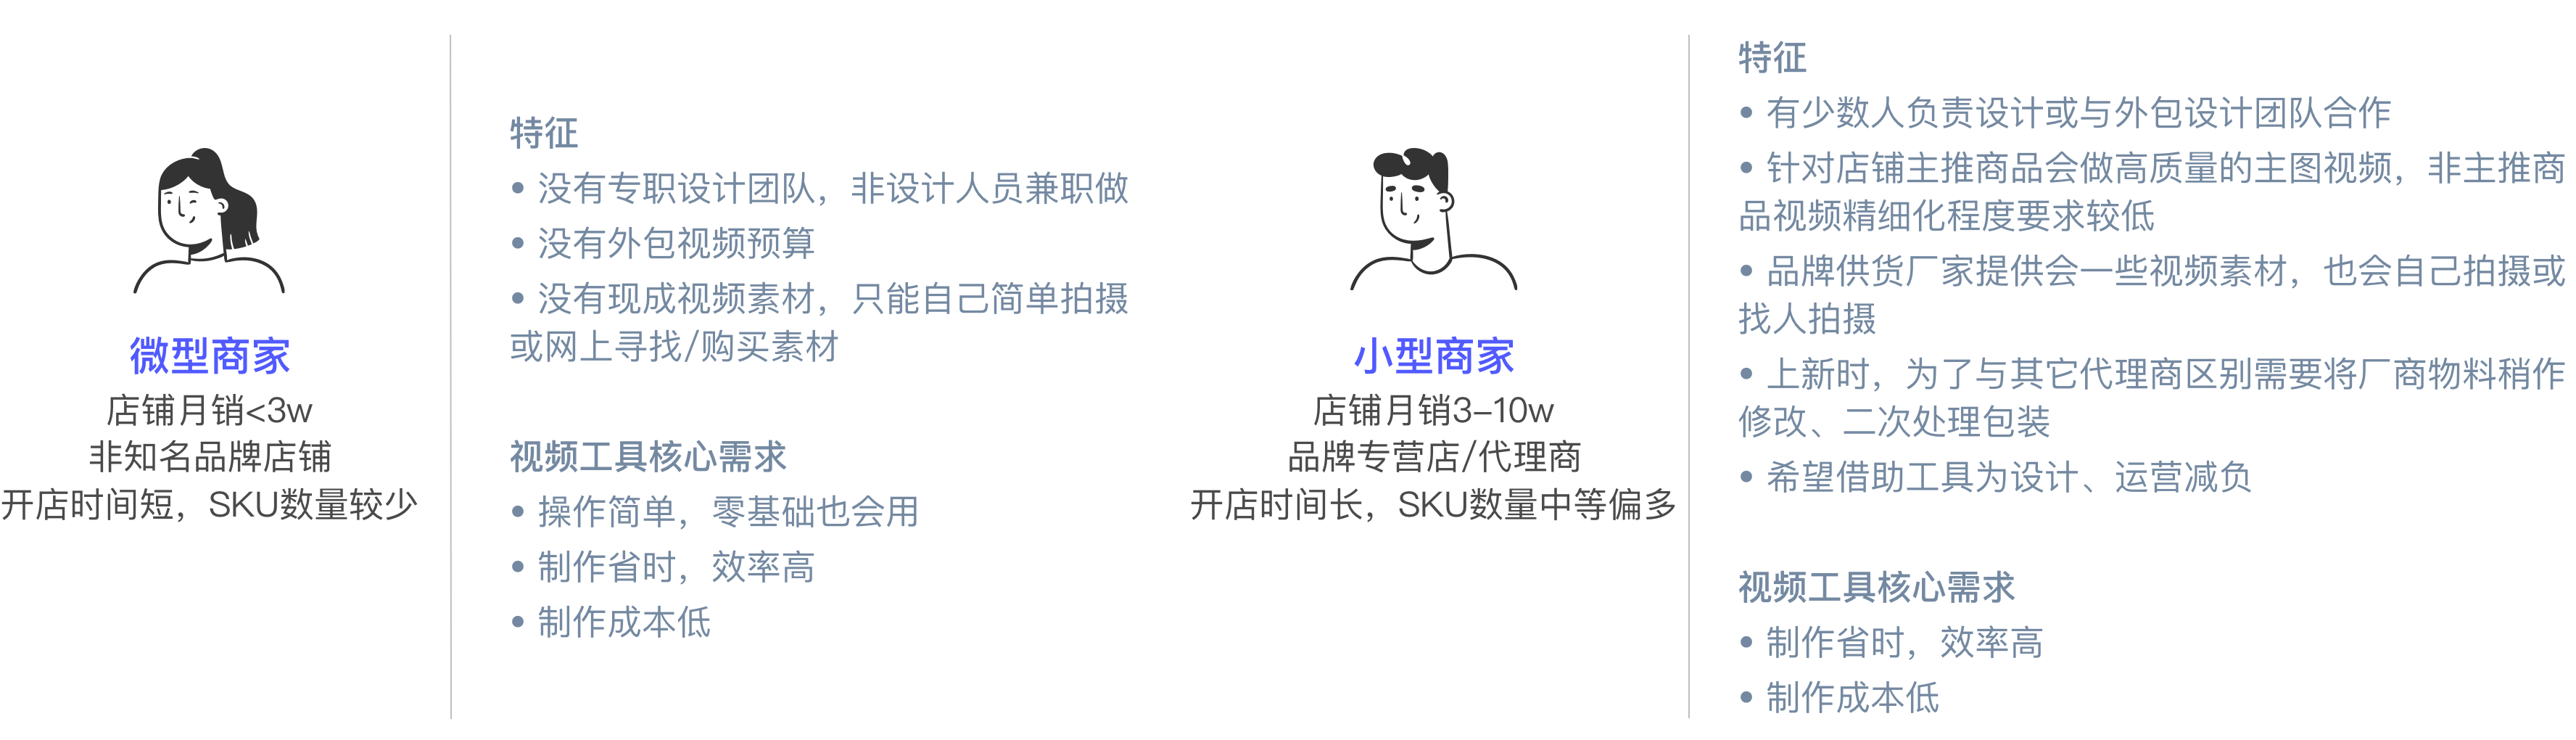 微型商家
店铺月销<3w
非知名品牌店铺
开店时间短，SKU数量较少
特征
• 没有专职设计团队，非设计人员兼职做
• 没有外包视频预算
• 没有现成视频素材，只能自己简单拍摄
或网上寻找/购买素材
视频工具核心需求
• 操作简单，零基础也会用
• 制作省时，效率高
• 制作成本低
小型商家
店铺月销3–10w
品牌专营店/代理商
开店时间长，SKU数量中等偏多
特征
• 有少数人负责设计或与外包设计团队合作
• 针对店铺主推商品会做高质量的主图视频，非主推商
品视频精细化程度要求较低
• 品牌供货厂家提供会一些视频素材，也会自己拍摄或
找人拍摄
• 上新时，为了与其它代理商区别需要将厂商物料稍作
修改、二次处理包装
• 希望借助工具为设计、运营减负
视频工具核心需求
• 制作省时，效率高
• 制作成本低